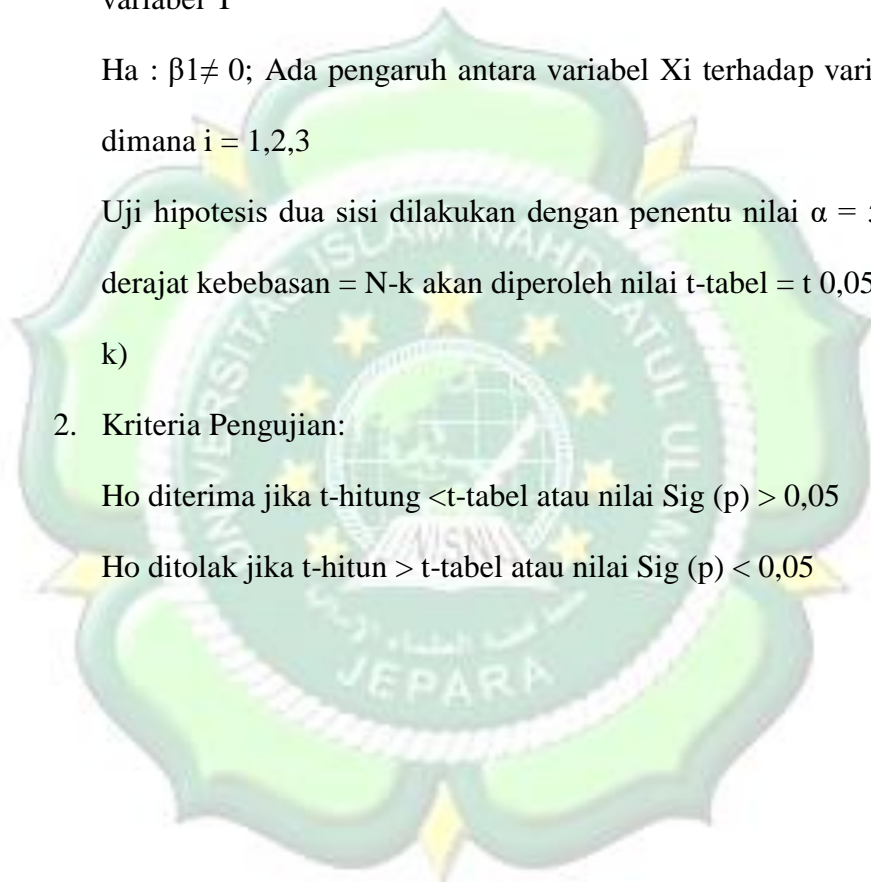 variabel Y
Ha : β1≠ 0; Ada pengaruh antara variabel Xi terhadap vari
dimana i = 1,2,3
Uji hipotesis dua sisi dilakukan dengan penentu nilai α =
derajat kebebasan = N-k akan diperoleh nilai t-tabel = t 0,05
k)
2. Kriteria Pengujian:
Ho diterima jika t-hitung <t-tabel atau nilai Sig (p) > 0,05
Ho ditolak jika t-hitun > t-tabel atau nilai Sig (p) < 0,05
UNISNU
JEPARA